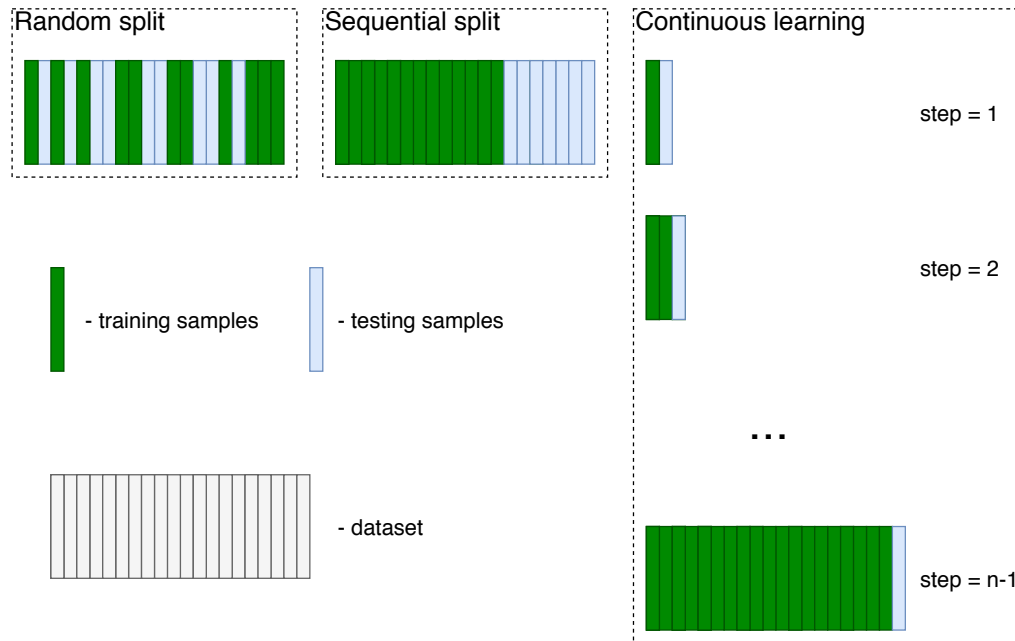 Random split
Sequential split
Continuous learning
step = 1
step = 2
- training samples
- testing samples
...
- dataset
step = n-1